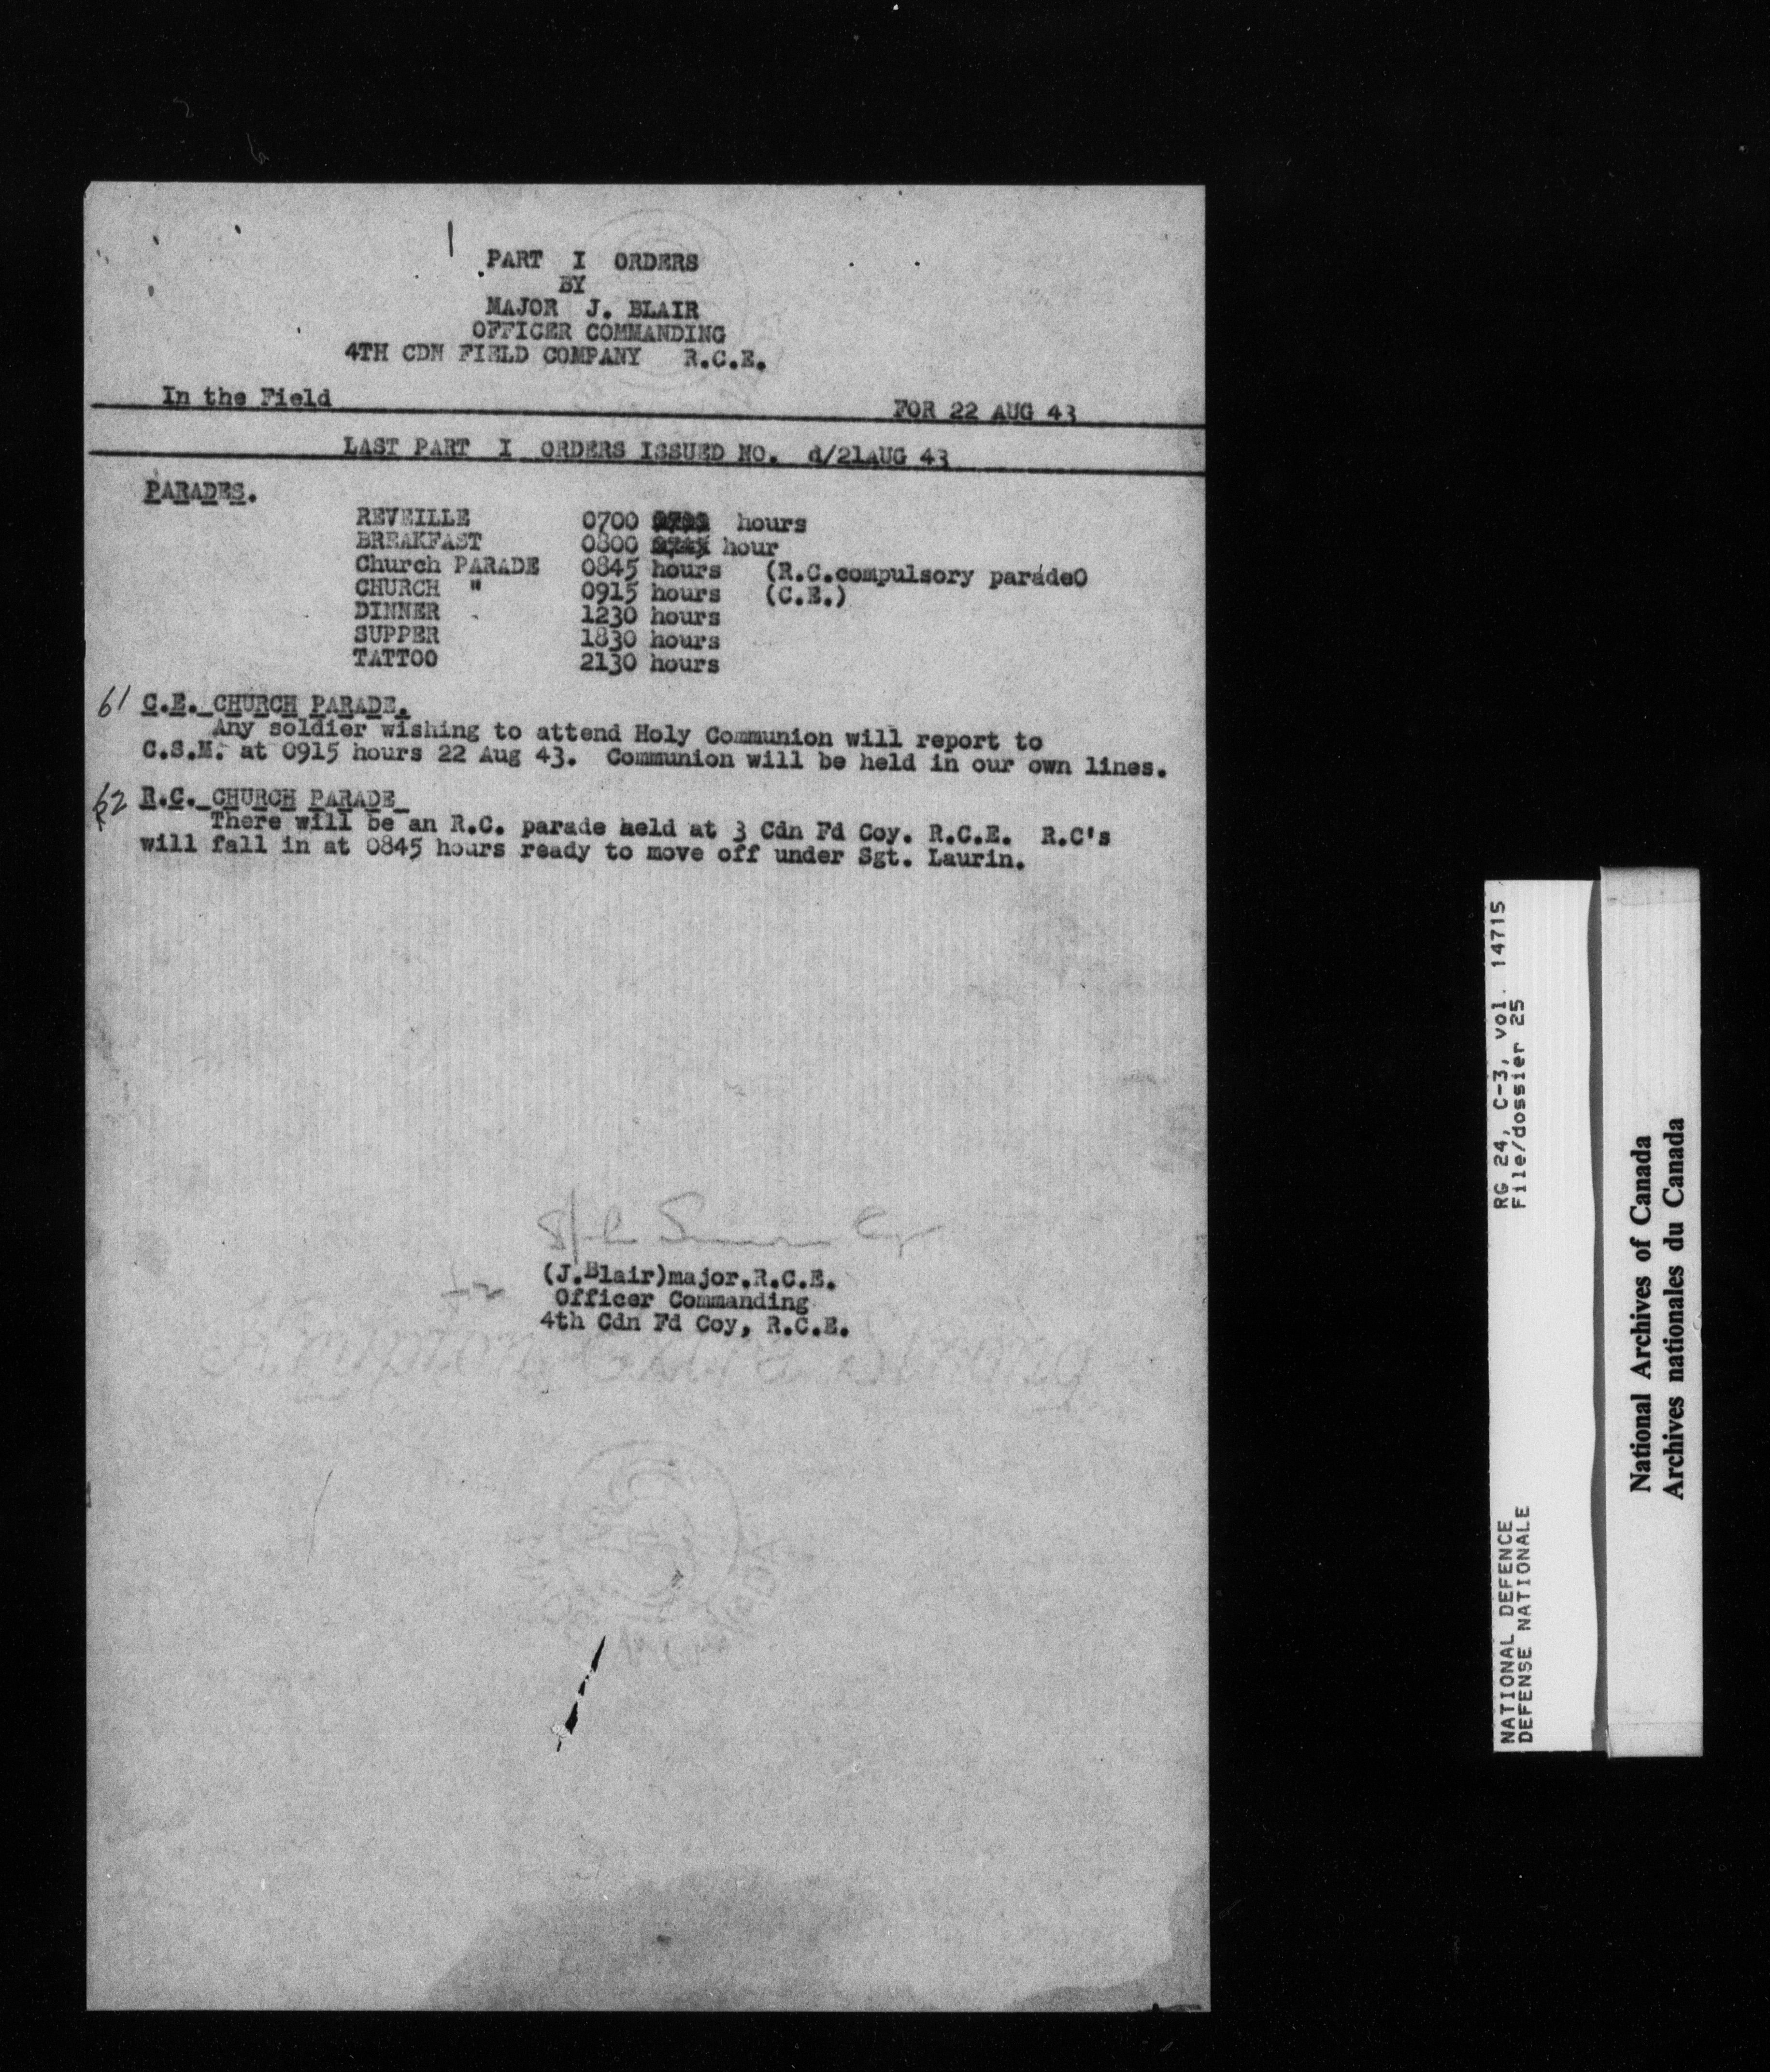 PART I ORDERS
BY
MAJOR J. BLAIR
OFFICER COMMANDING
4TH CDN FIELD COMPANY R.C.E.
In the Field FOR 22 AUG 43
LAST PART I ORDERS ISSUED NO. d/21AUG 43
PARADES.
REVEILLE 0700 hours
BREAKFAST 0800 hour
Church PARADE 0845 hours (R.C.compulsory parade0
CHURCH " 0915 hours (C.E.)
DINNER 1230 hours
SUPPER 1830 hours
TATTOO 2130 hours
61 C.E. CHURCH PARADE.
Any soldier wishing to attend Holy Communion will report to
C.S.M. at 0915 hours 22 Aug 43. Communion will be held in our own lines.
62 R.C. CHURCH PARADE
There will be an R.C. parade held at 3 Cdn Fd Coy. R.C.E. R.C's
will fall in at 0845 hours ready to move off under Sgt. Laurin.
(J.Blair)major.R.C.E.
Officer Commanding
4th Cdn Fd Coy, R.C.E.
Extra Strong
RG 24, C-3, vol. 14715
File/dossier 25
NATIONAL DEFENCE
DEFENSE NATIONALE
National Archives of Canada
Archives nationales du Canada